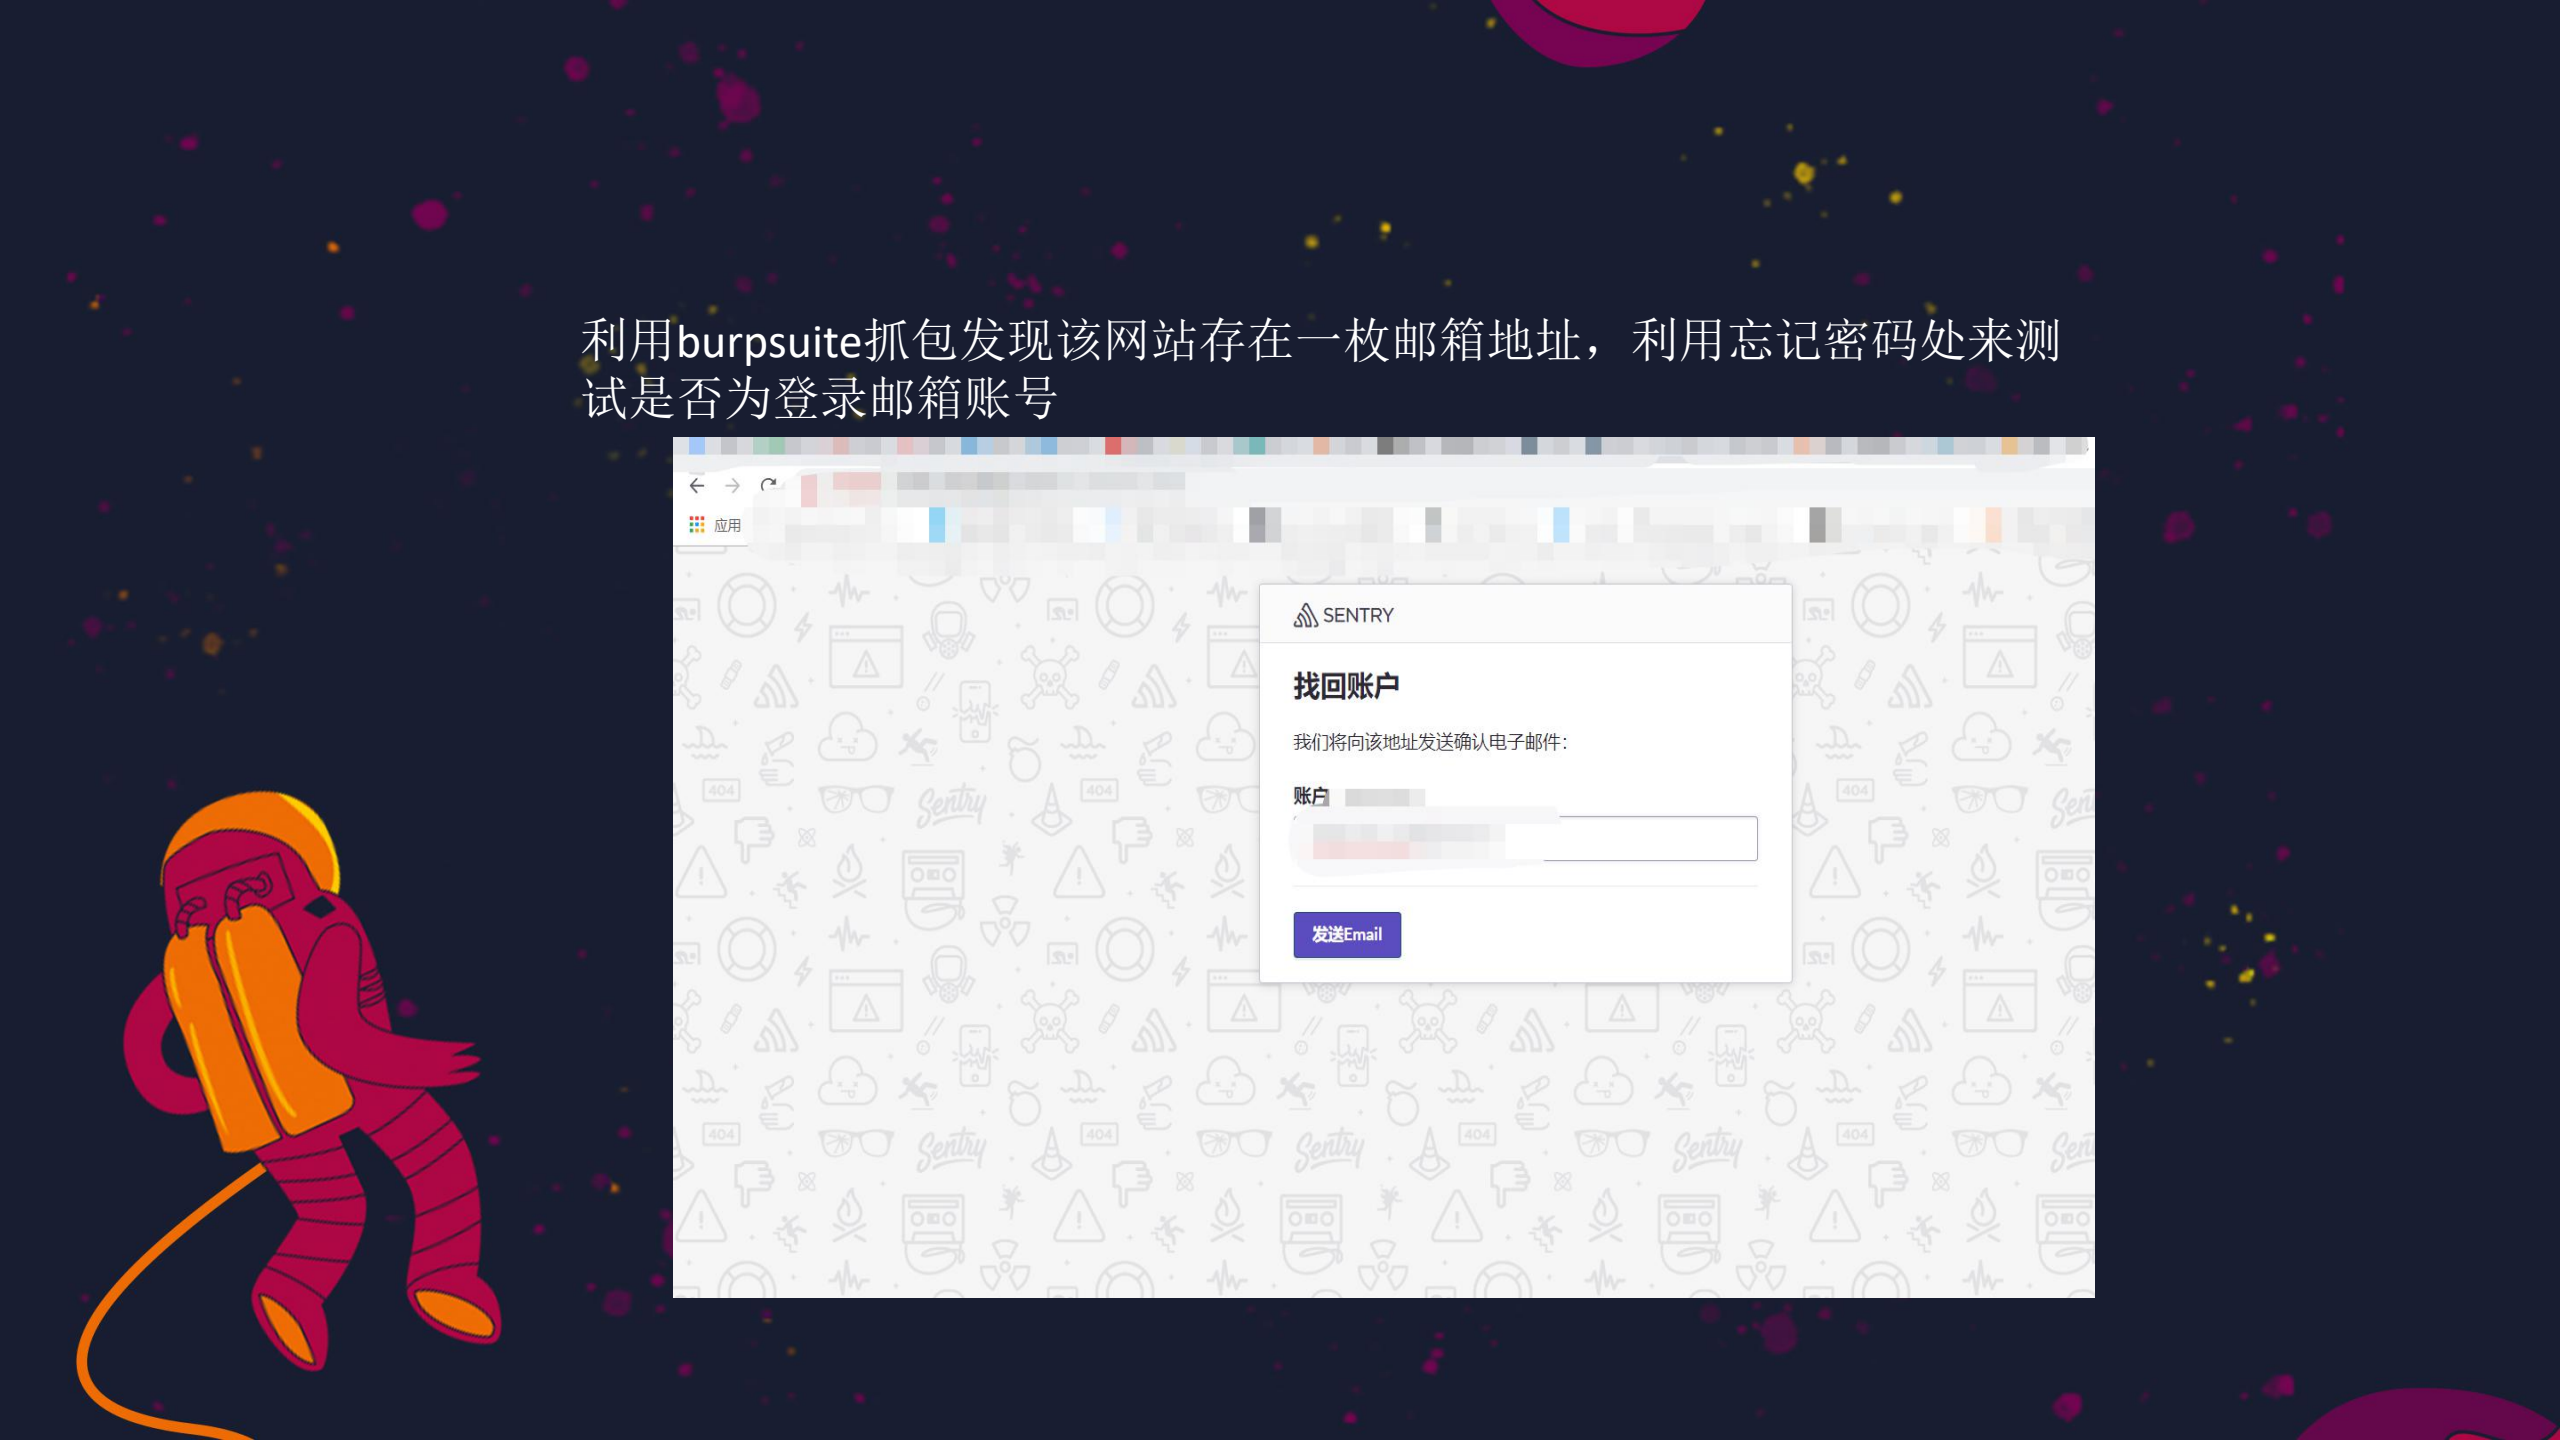 利用burpsuite抓包发现该网站存在一枚邮箱地址，利用忘记密码处来测
试是否为登录邮箱账号
应用
SENTRY
找回账户
我们将向该地址发送确认电子邮件：
账户
发送Email